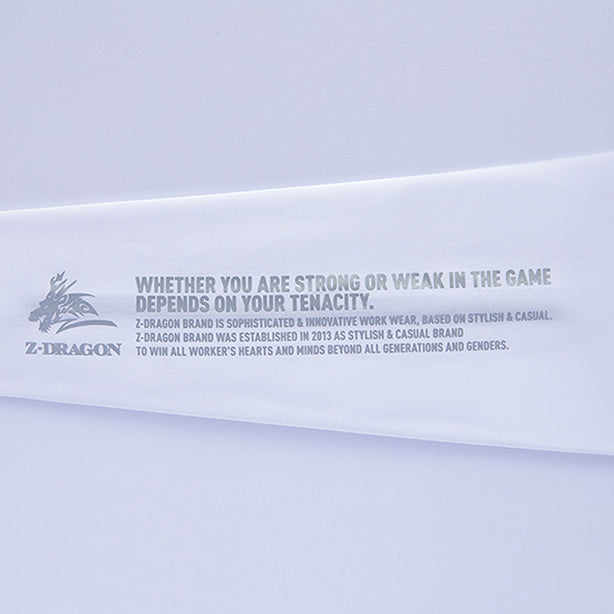 WHETHER YOU ARE STRONG OR WEAK IN THE GAME
DEPENDS ON YOUR TENACITY.
Z-DRAGON BRAND IS SOPHISTICATED & INNOVATIVE WORK WEAR, BASED ON STYLISH & CASUAL.
Z-DRAGON BRAND WAS ESTABLISHED IN 2013 AS STYLISH & CASUAL BRAND
TO WIN ALL WORKER'S HEARTS AND MINDS BEYOND ALL GENERATIONS AND GENDERS.
Z-DRAGON